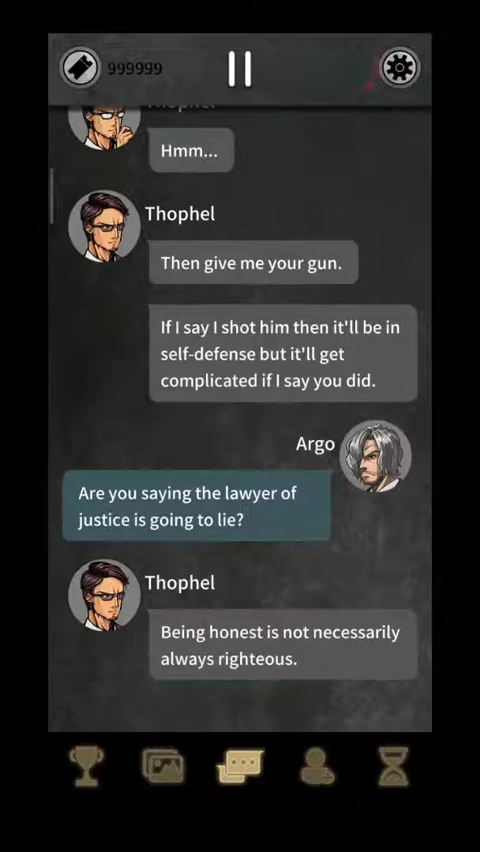 999999
Thophel
Hmm...
Thophel
Then give me your gun.
If I say I shot him then it'll be in
self-defense but it'll get
complicated if I say you did.
Argo
Are you saying the lawyer of
justice is going to lie?
Thophel
Being honest is not necessarily
always righteous.